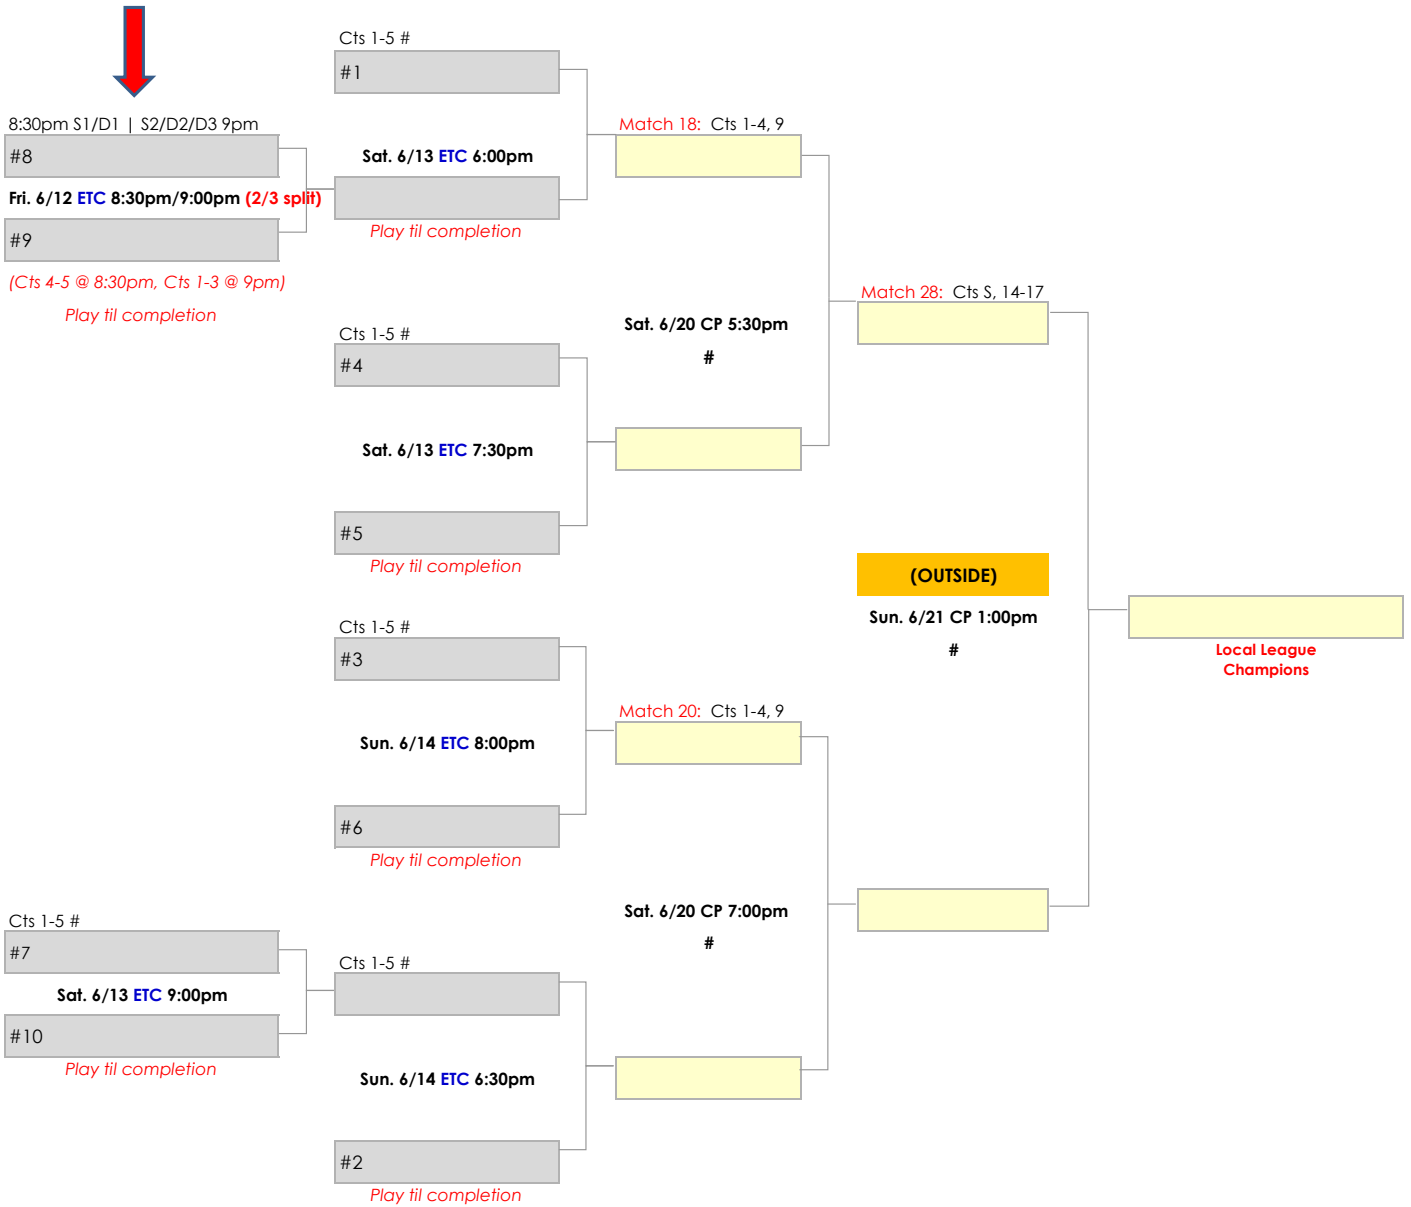 Cts 1-5 #
#1
8:30pm S1/D1 | S2/D2/D3 9pm
#8
Fri. 6/12 ETC 8:30pm/9:00pm (2/3 split)
#9
(Cts 4-5 @ 8:30pm, Cts 1-3 @ 9pm)
Play til completion
Sat. 6/13 ETC 6:00pm
Play til completion
Match 18: Cts 1-4, 9
Cts 1-5 #
#4
Sat. 6/13 ETC 7:30pm
#5
Play til completion
Sat. 6/20 CP 5:30pm
#
Match 28: Cts S, 14-17
(OUTSIDE)
Sun. 6/21 CP 1:00pm
#
Local League
Champions
Cts 1-5 #
#3
Sun. 6/14 ETC 8:00pm
#6
Play til completion
Match 20: Cts 1-4, 9
Sat. 6/20 CP 7:00pm
#
Cts 1-5 #
#7
Sat. 6/13 ETC 9:00pm
#10
Play til completion
Cts 1-5 #
Sun. 6/14 ETC 6:30pm
#2
Play til completion